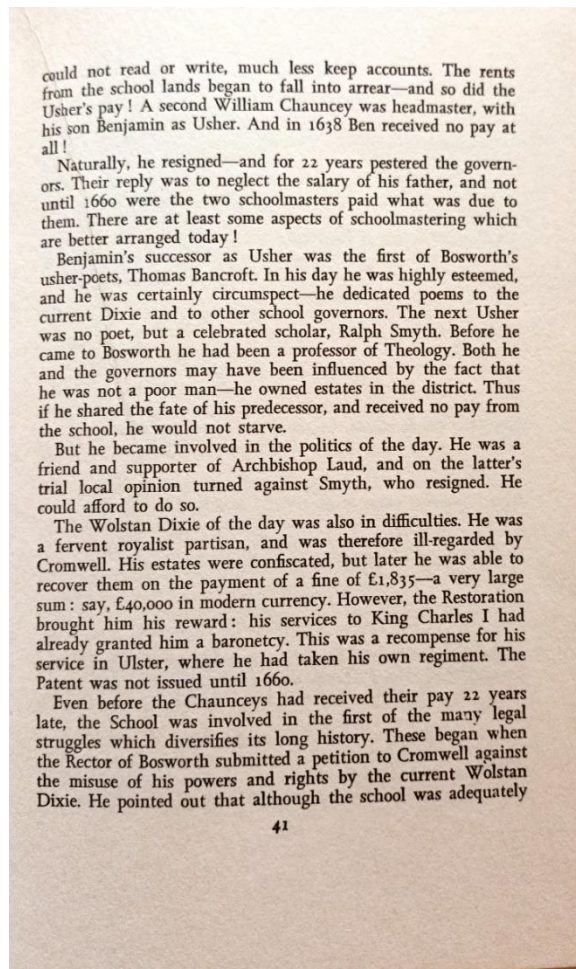 could not read or write, much less keep accounts. The rents
from the school lands began to fall into arrear—and so did the
Usher's pay ! A second William Chauncey was headmaster, with
his son Benjamin as Usher. And in 1638 Ben received no pay at
all !
Naturally, he resigned—and for 22 years pestered the govern-
ors. Their reply was to neglect the salary of his father, and not
until 1660 were the two schoolmasters paid what was due to
them. There are at least some aspects of schoolmastering which
are better arranged today !
Benjamin's successor as Usher was the first of Bosworth's
usher-poets, Thomas Bancroft. In his day he was highly esteemed,
and he was certainly circumspect—he dedicated poems to the
current Dixie and to other school governors. The next Usher
was no poet, but a celebrated scholar, Ralph Smyth. Before he
came to Bosworth he had been a professor of Theology. Both he
and the governors may have been influenced by the fact that
he was not a poor man—he owned estates in the district. Thus
if he shared the fate of his predecessor, and received no pay from
the school, he would not starve.
But he became involved in the politics of the day. He was a
friend and supporter of Archbishop Laud, and on the latter's
trial local opinion turned against Smyth, who resigned. He
could afford to do so.
The Wolstan Dixie of the day was also in difficulties. He was
a fervent royalist partisan, and was therefore ill-regarded by
Cromwell. His estates were confiscated, but later he was able to
recover them on the payment of a fine of £1,835—a very large
sum : say, £40,000 in modern currency. However, the Restoration
brought him his reward : his services to King Charles I had
already granted him a baronetcy. This was a recompense for his
service in Ulster, where he had taken his own regiment. The
Patent was not issued until 1660.
Even before the Chaunceys had received their pay 22 years
late, the School was involved in the first of the many legal
struggles which diversifies its long history. These began when
the Rector of Bosworth submitted a petition to Cromwell against
the misuse of his powers and rights by the current Wolstan
Dixie. He pointed out that although the school was adequately
41